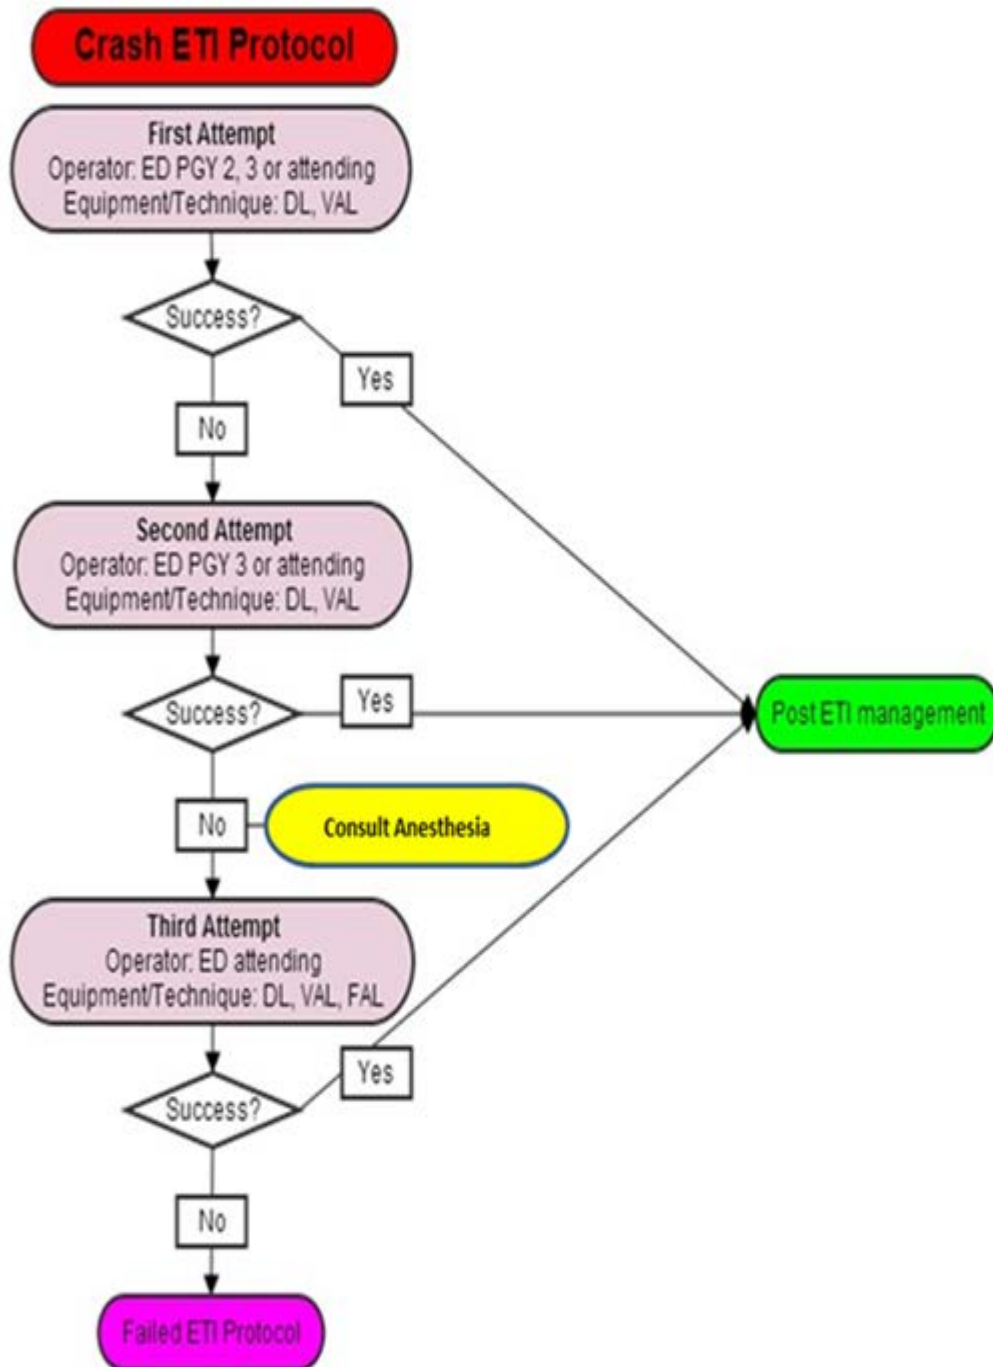 Crash ETI Protocol
First Attempt
Operator: ED PGY 2, 3 or attending
Equipment/Technique: DL, VAL
Success?
Yes
No
Second Attempt
Operator: ED PGY 3 or attending
Equipment/Technique: DL, VAL
Success?
Yes
Post ETI management
No
Consult Anesthesia
Third Attempt
Operator: ED attending
Equipment/Technique: DL, VAL, FAL
Yes
Success?
No
Failed ETI Protocol